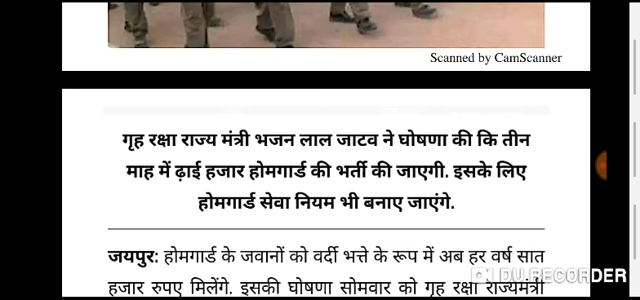 Scanned by CamScanner
गृह रक्षा राज्य मंत्री भजन लाल जाटव ने घोषणा की कि तीन
माह में ढ़ाई हजार होमगार्ड की भर्ती की जाएगी. इसके लिए
होमगार्ड सेवा नियम भी बनाए जाएंगे.
जयपुर: होमगार्ड के जवानों को वर्दी भत्ते के रूप में अब हर वर्ष सात
हजार रुपए मिलेंगे. इसकी घोषणा सोमवार को गृह रक्षा राज्यमंत्री
DU RECORDER